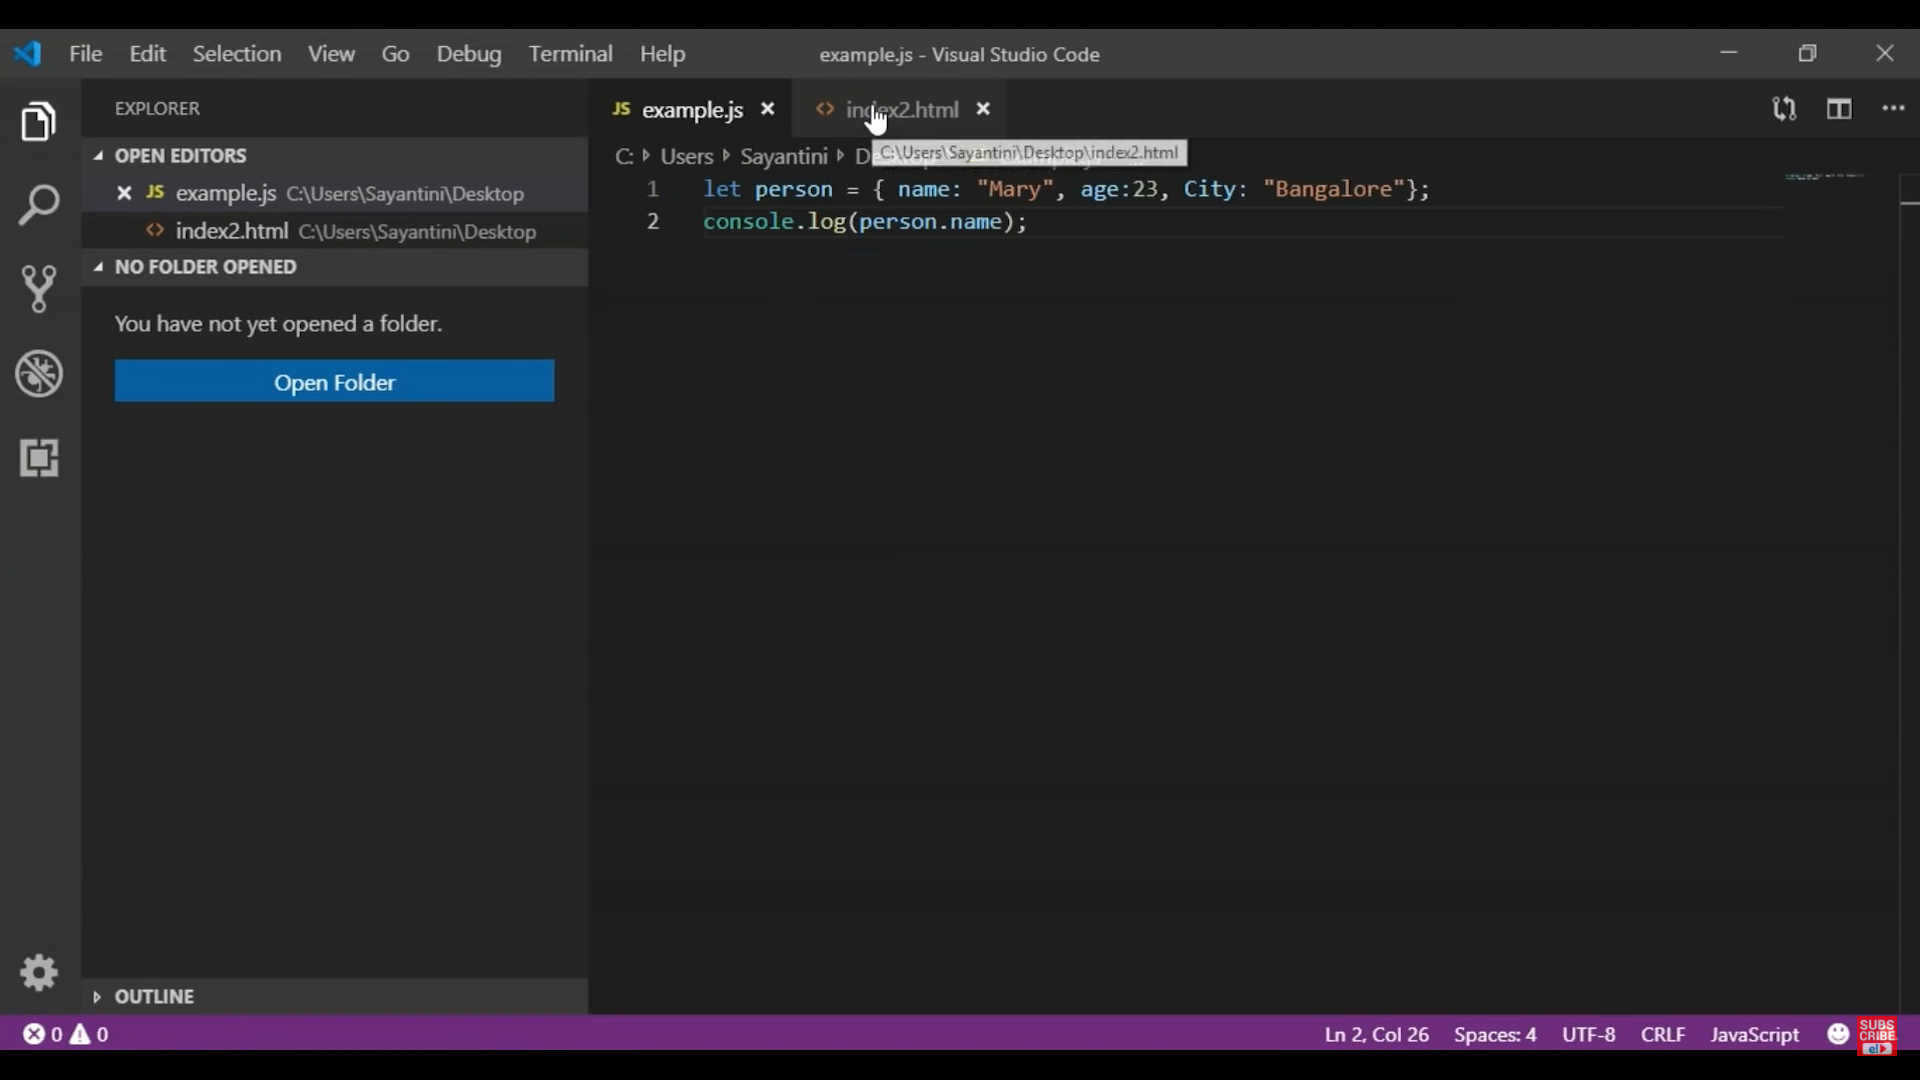 File Edit Selection View Go Debug Terminal Help example.js - Visual Studio Code
EXPLORER
JS example.js
<> index2.html
OPEN EDITORS
JS example.js C:\Users\Sayantini\Desktop
<> index2.html C:\Users\Sayantini\Desktop
NO FOLDER OPENED
You have not yet opened a folder.
Open Folder
OUTLINE
C: Users Sayantini
C:\Users\Sayantini\Desktop\index2.html
1 let person = { name: "Mary", age:23, City: "Bangalore"};
2 console.log(person.name);
0 0
Ln 2, Col 26 Spaces: 4 UTF-8 CRLF JavaScript
SUBSCRIBE
e!